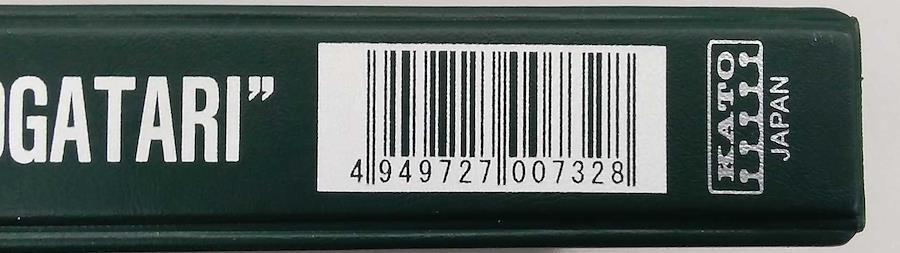 OGATARI”
4 949727 007328
KATO
JAPAN